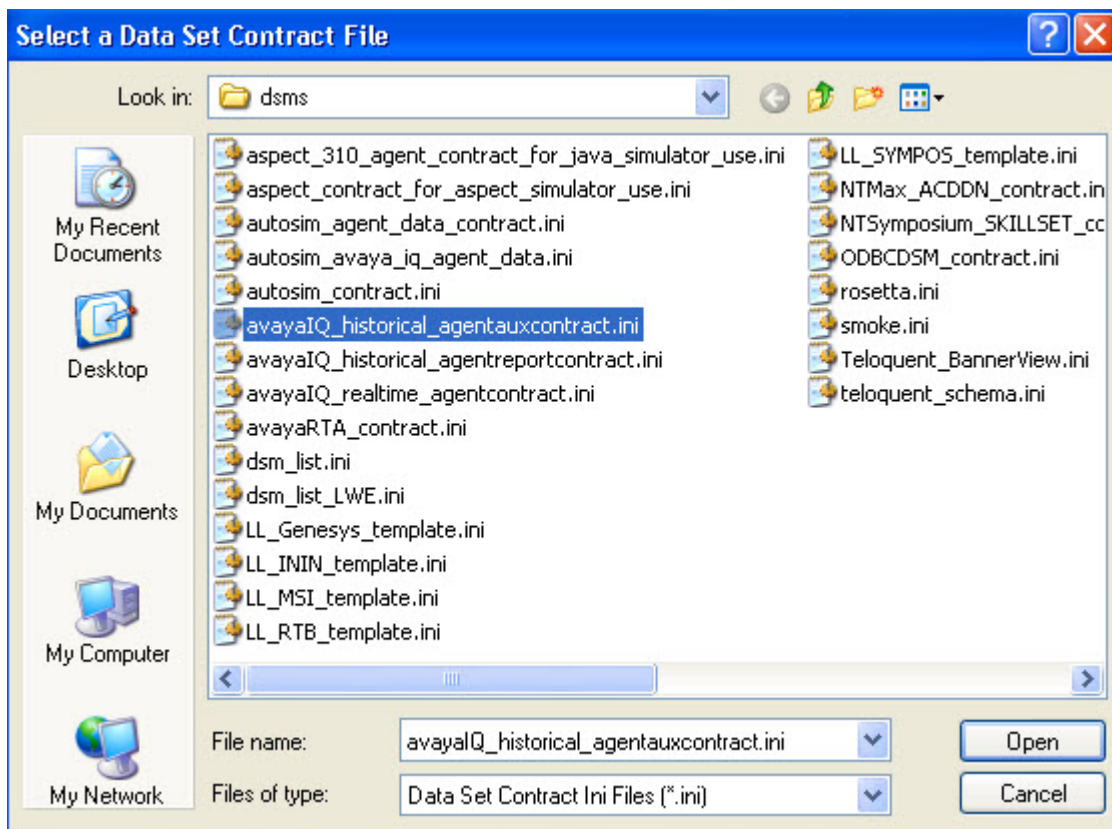 Select a Data Set Contract File
Look in:
dsms
My Recent
Documents
Desktop
My Documents
My Computer
My Network
aspect_310_agent_contract_for_java_simulator_use.ini
aspect_contract_for_aspect_simulator_use.ini
autosim_agent_data_contract.ini
autosim_avaya_iq_agent_data.ini
autosim_contract.ini
avayaIQ_historical_agentauxcontract.ini
avayaIQ_historical_agentreportcontract.ini
avayaIQ_realtime_agentcontract.ini
avayaRTA_contract.ini
dsm_list.ini
dsm_list_LWE.ini
LL_Genesys_template.ini
LL_ININ_template.ini
LL_MSI_template.ini
LL_RTB_template.ini
LL_SYMPOS_template.ini
NTMax_ACDDN_contract.in
NTSymposium_SKILLSET_cc
ODBCDSM_contract.ini
rosetta.ini
smoke.ini
Teloquent_BannerView.ini
teloquent_schema.ini
File name:
avayaIQ_historical_agentauxcontract.ini
Open
Files of type:
Data Set Contract Ini Files (*.ini)
Cancel